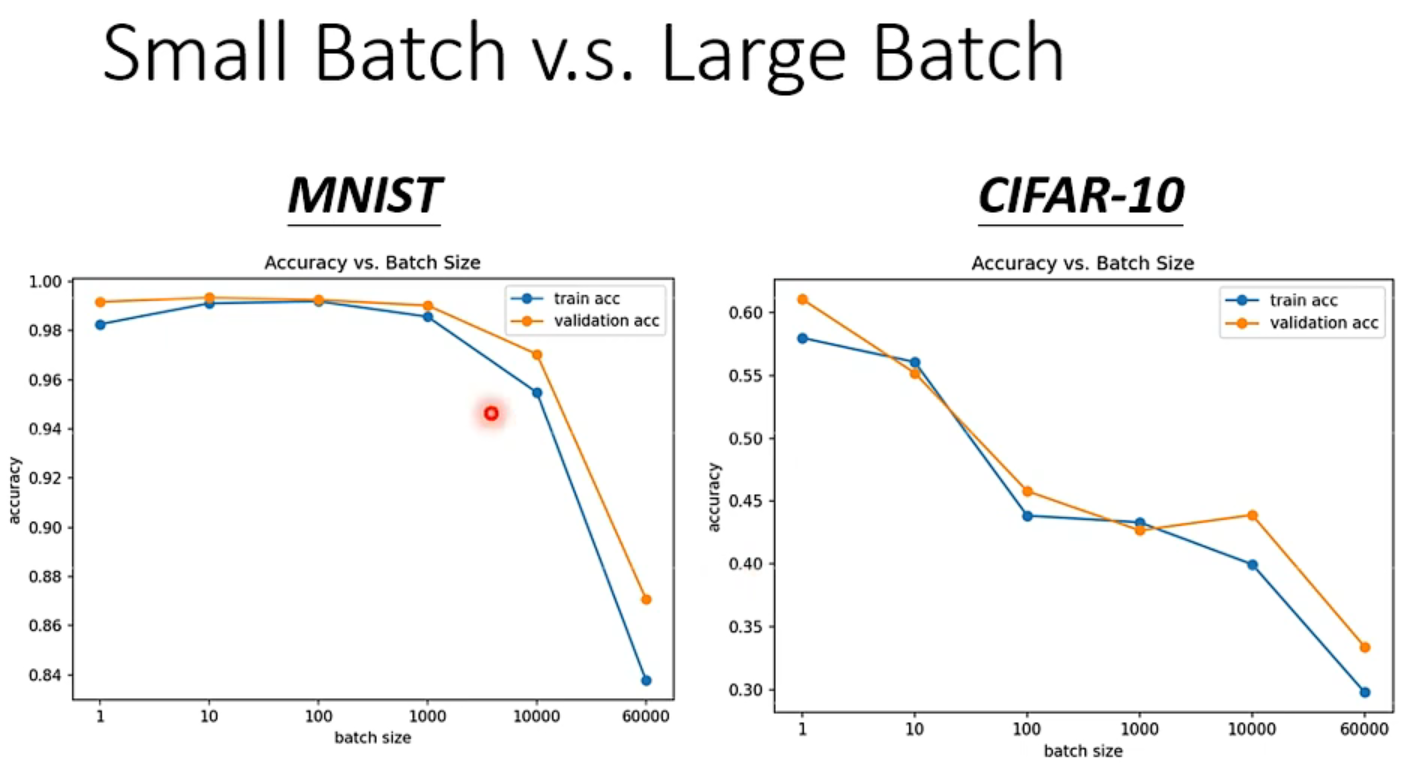 Small Batch v.s. Large Batch
MNIST
Accuracy vs. Batch Size
train acc
validation acc
1.00
0.98
0.96
0.94
0.92
0.90
0.88
0.86
0.84
accuracy
1 10 100 1000 10000 60000
batch size
CIFAR-10
Accuracy vs. Batch Size
train acc
validation acc
0.60
0.55
0.50
0.45
0.40
0.35
0.30
accuracy
1 10 100 1000 10000 60000
batch size